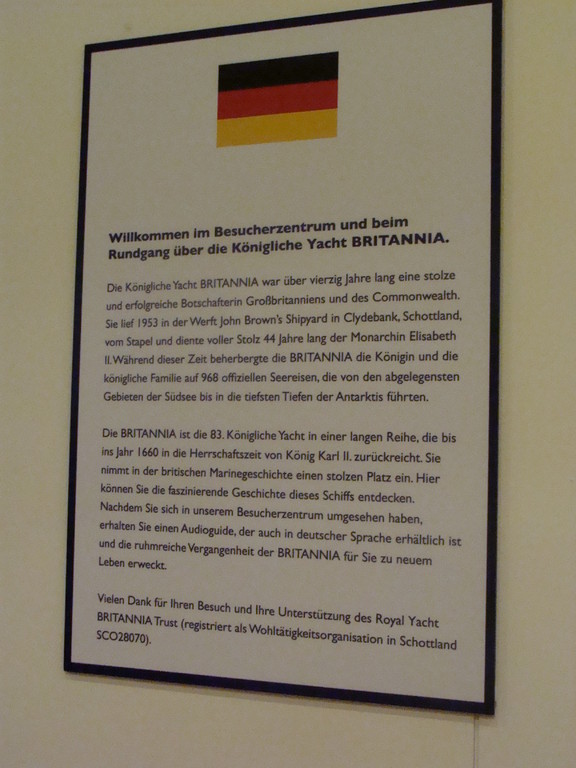 Willkommen im Besucherzentrum und beim
Rundgang über die Königliche Yacht BRITANNIA.
Die Königliche Yacht BRITANNIA war über vierzig Jahre lang eine stolze
und erfolgreiche Botschafterin Großbritanniens und des Commonwealth.
Sie lief 1953 in der Werft John Brown's Shipyard in Clydebank, Schottland,
vom Stapel und diente voller Stolz 44 Jahre lang der Monarchin Elisabeth
II. Während dieser Zeit beherbergte die BRITANNIA die Königin und die
königliche Familie auf 968 offiziellen Seereisen, die von den abgelegensten
Gebieten der Südsee bis in die tiefsten Tiefen der Antarktis führten.
Die BRITANNIA ist die 83. Königliche Yacht in einer langen Reihe, die bis
ins Jahr 1660 in die Herrschaftszeit von König Karl II. zurückreicht. Sie
nimmt in der britischen Marinegeschichte einen stolzen Platz ein. Hier
können Sie die faszinierende Geschichte dieses Schiffs entdecken.
Nachdem Sie sich in unserem Besucherzentrum umgesehen haben,
erhalten Sie einen Audioguide, der auch in deutscher Sprache erhältlich ist
und die ruhmreiche Vergangenheit der BRITANNIA für Sie zu neuem
Leben erweckt.
Vielen Dank für Ihren Besuch und Ihre Unterstützung des Royal Yacht
BRITANNIA Trust (registriert als Wohltätigkeitsorganisation in Schottland
SCO28070).